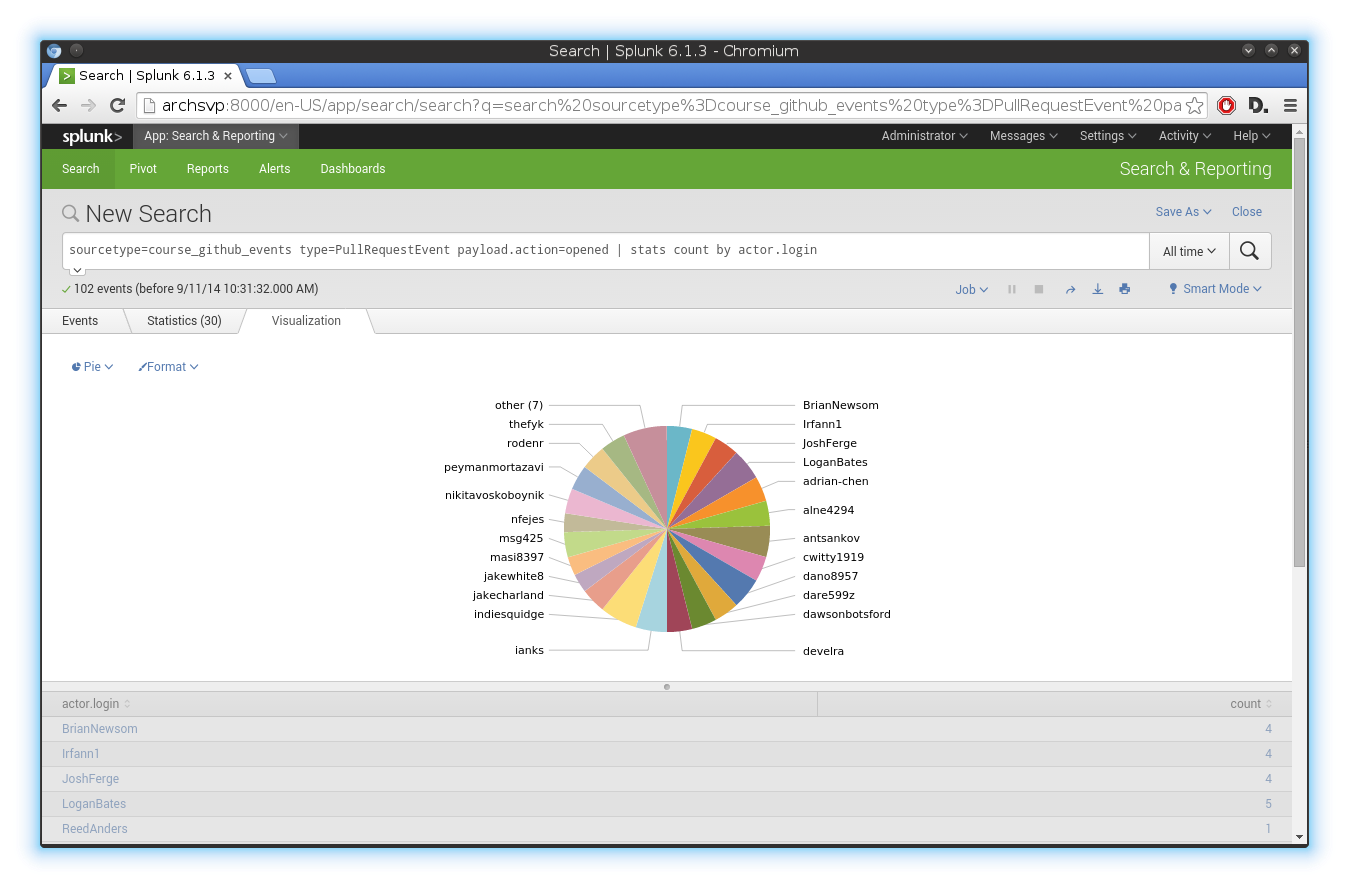 Search | Splunk 6.1.3 - Chromium
Search | Splunk 6.1.3 ×
archsvp:8000/en-US/app/search/search?q=search%20sourcetype%3Dcourse_github_events%20type%3DPullRequestEvent%20pa
D.
splunk> App: Search & Reporting Administrator Messages Settings Activity Help
Search Pivot Reports Alerts Dashboards Search & Reporting
New Search Save As Close
sourcetype=course_github_events type=PullRequestEvent payload.action=opened | stats count by actor.login All time
102 events (before 9/11/14 10:31:32.000 AM) Job Smart Mode
Events Statistics (30) Visualization
Pie Format
other (7) BrianNewsom
thefyk Irfann1
rodenr JoshFerge
peymanmortazavi LoganBates
adrian-chen
nikitavoskoboynik alne4294
nfejes
msg425 antsankov
masi8397 cwitty1919
jakewhite8 dano8957
jakecharland dare599z
indiesquidge dawsonbotsford
ianks develra
actor.login count
BrianNewsom 4
Irfann1 4
JoshFerge 4
LoganBates 5
ReedAnders 1